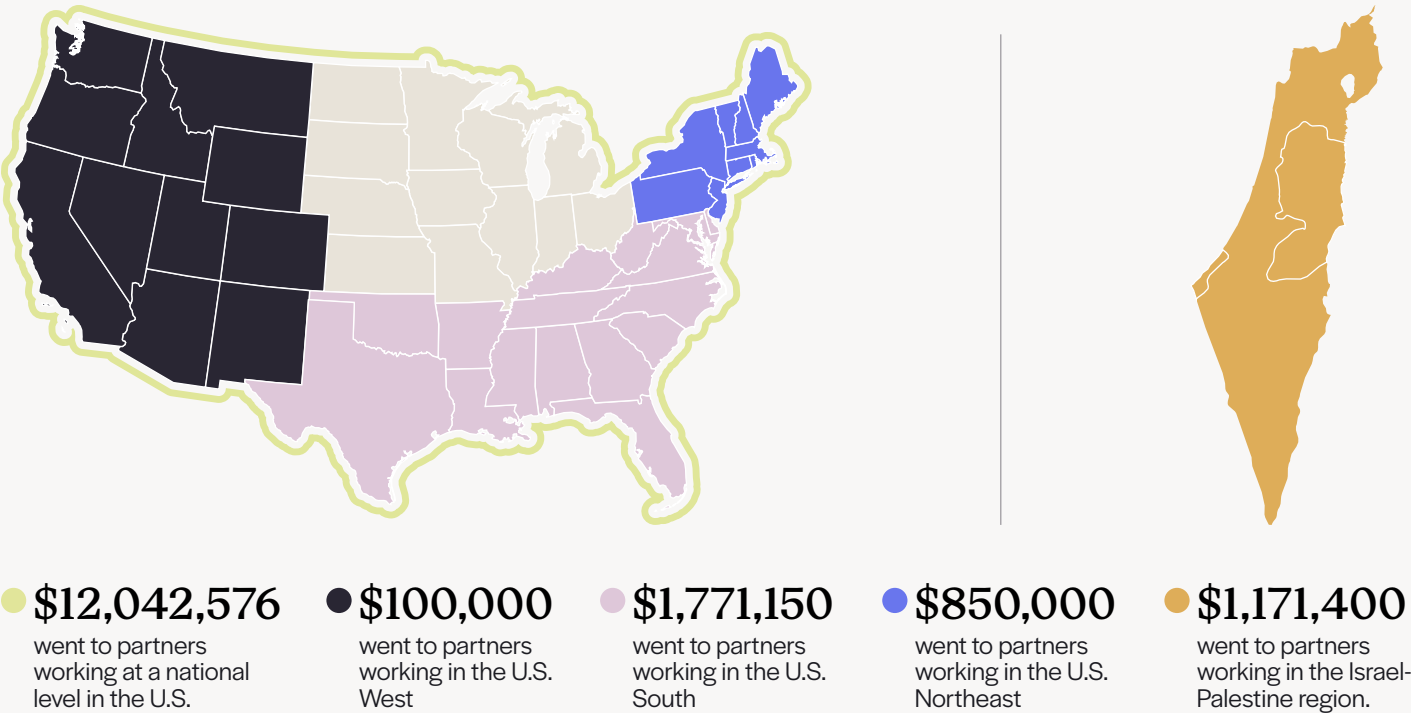 $12,042,576
went to partners
working at a national
level in the U.S.
$100,000
went to partners
working in the U.S.
West
$1,771,150
went to partners
working in the U.S.
South
$850,000
went to partners
working in the U.S.
Northeast
$1,171,400
went to partners
working in the Israel-
Palestine region.